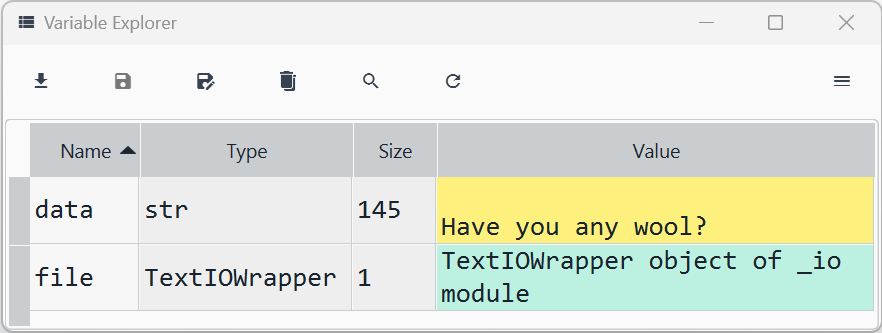 Variable Explorer
Name Type Size Value
data str 145 Have you any wool?
file TextIOWrapper 1 TextIOWrapper object of _io
module